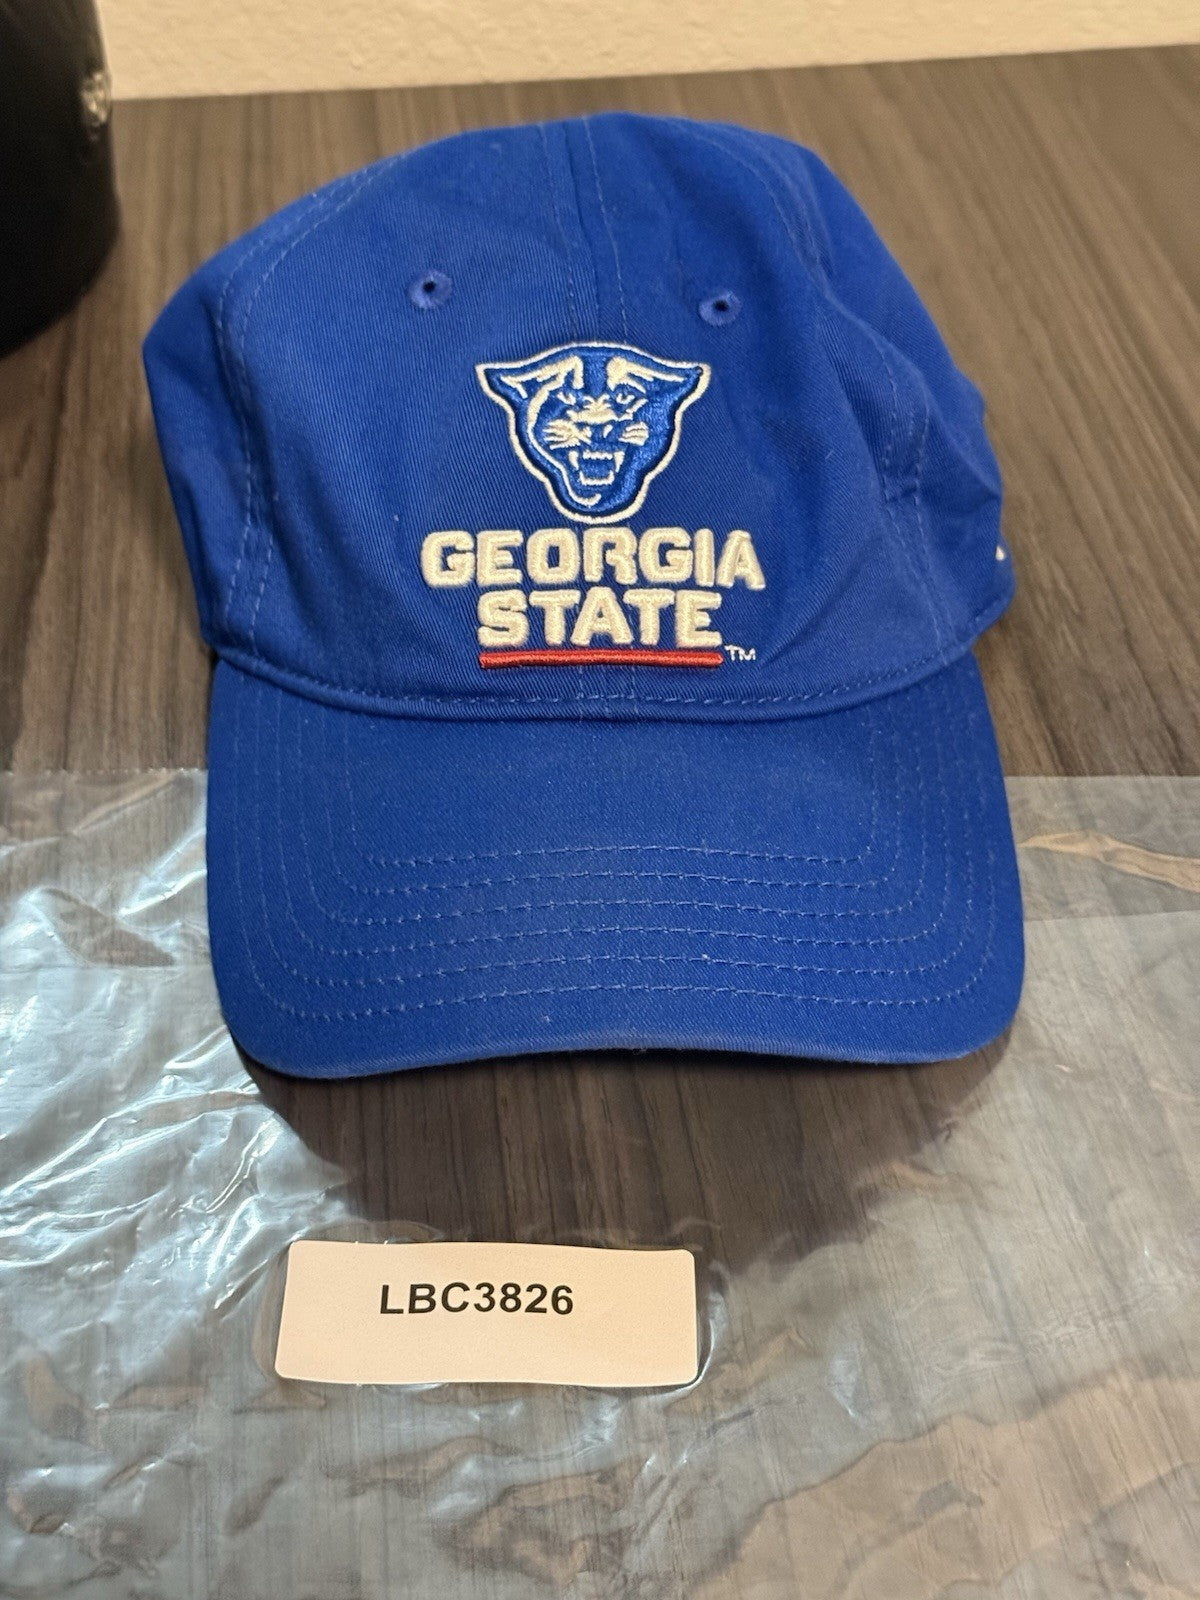 GEORGIA
STATE
TM
LBC3826